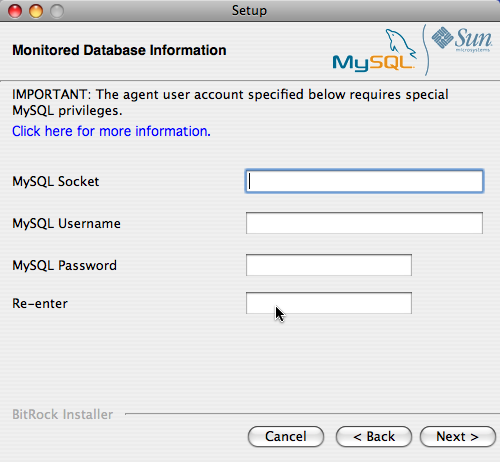 Setup
Monitored Database Information
MySQL
Sun
microsystems
IMPORTANT: The agent user account specified below requires special
MySQL privileges.
Click here for more information.
MySQL Socket
MySQL Username
MySQL Password
Re-enter
BitRock Installer
Cancel
< Back
Next >